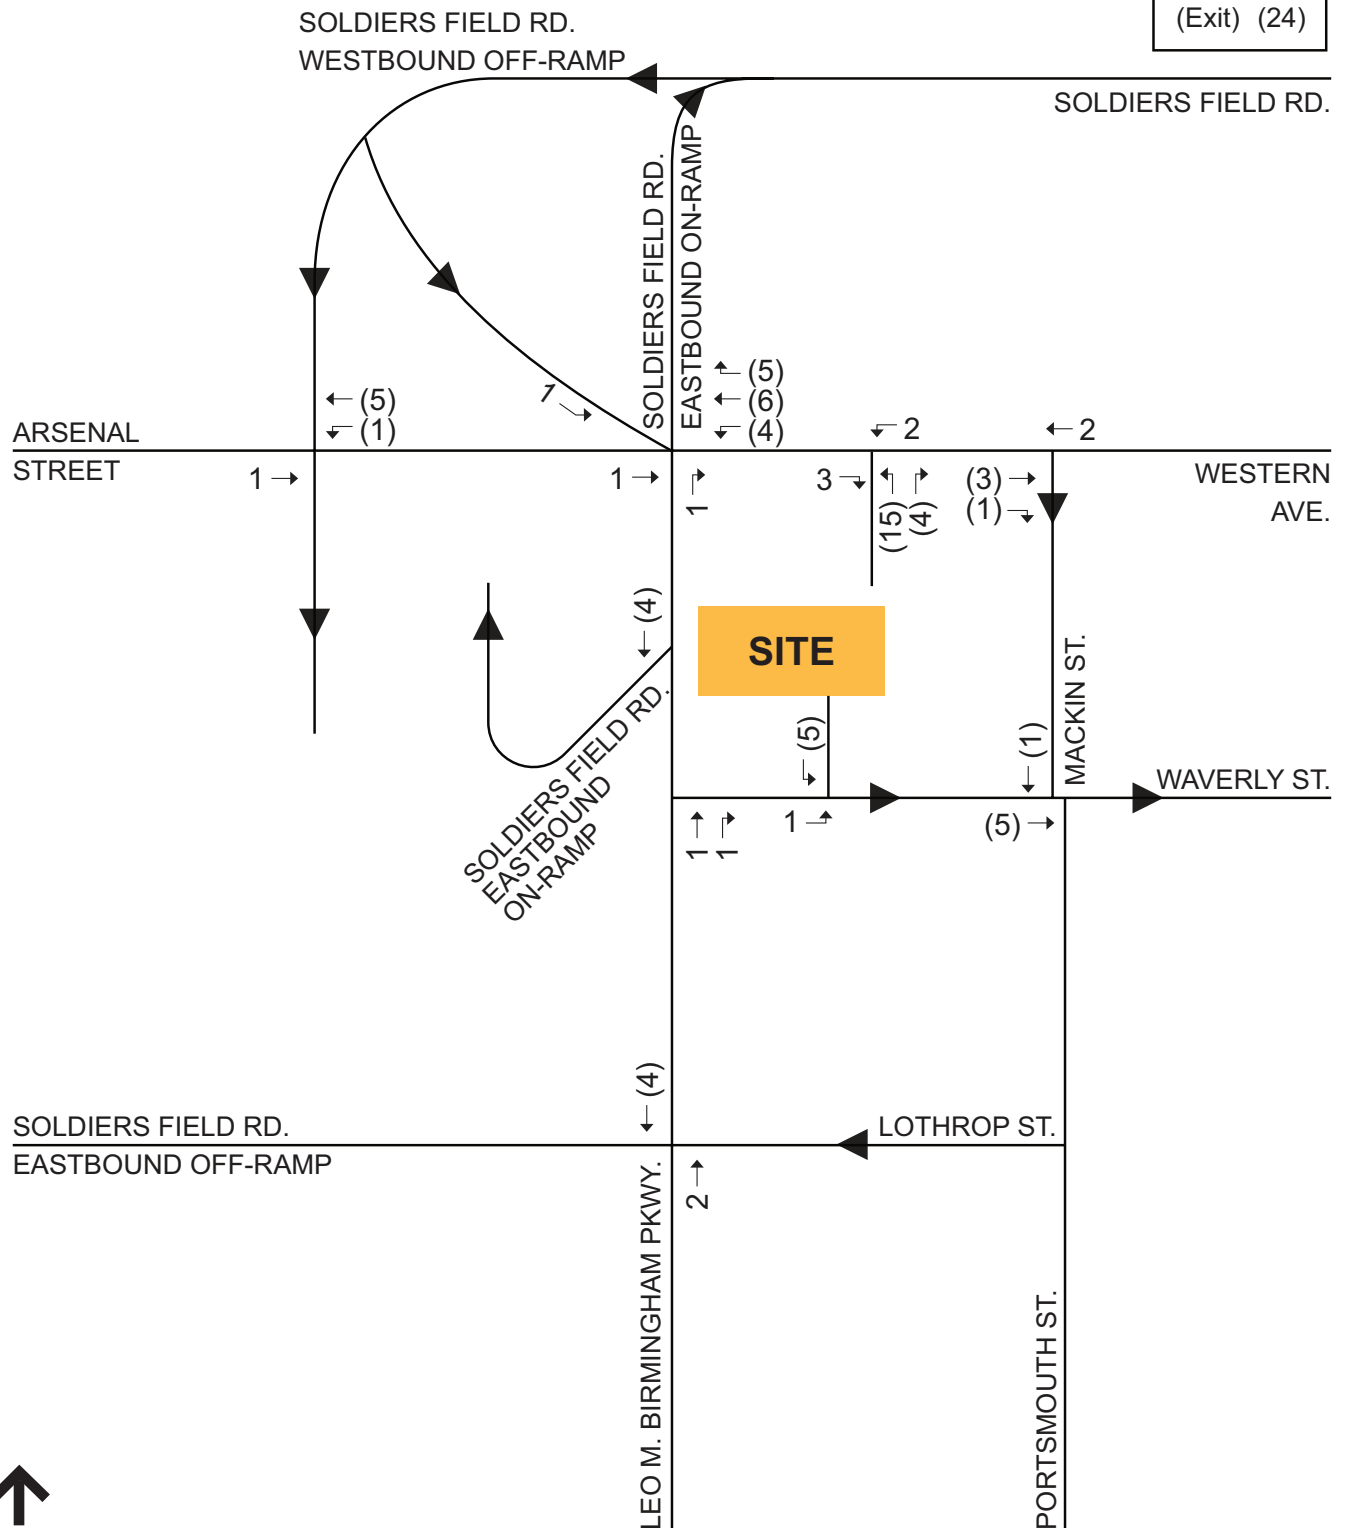 (Exit) (24)
SOLDIERS FIELD RD.
WESTBOUND OFF-RAMP
SOLDIERS FIELD RD.
SOLDIERS FIELD RD.
EASTBOUND ON-RAMP
(5)
(6)
(4)
(5)
(1)
1
2
2
ARSENAL
STREET
1
1
1
3
(15)
(4)
(3)
(1)
WESTERN
AVE.
(4)
SITE
SOLDIERS FIELD RD.
EASTBOUND
ON-RAMP
(5)
(1)
MACKIN ST.
WAVERLY ST.
1
1
1
(5)
(4)
SOLDIERS FIELD RD.
EASTBOUND OFF-RAMP
LOTHROP ST.
2
LEO M. BIRMINGHAM PKWY.
PORTSMOUTH ST.